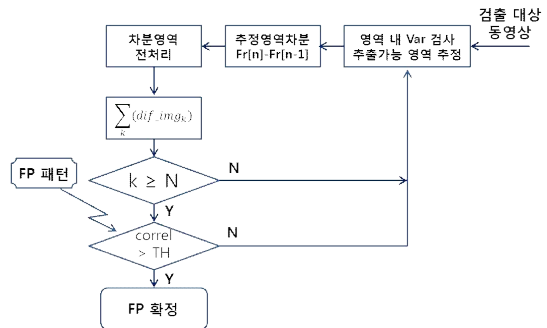 검출 대상
동영상
차분영역
전처리
추정영역차분
Fr[n]-Fr[n-1]
영역 내 Var 검사
추출가능 영역 추정
∑(dif_imgₖ)
k
k ≥ N
N
FP 패턴
Y
correl
> TH
N
Y
FP 확정